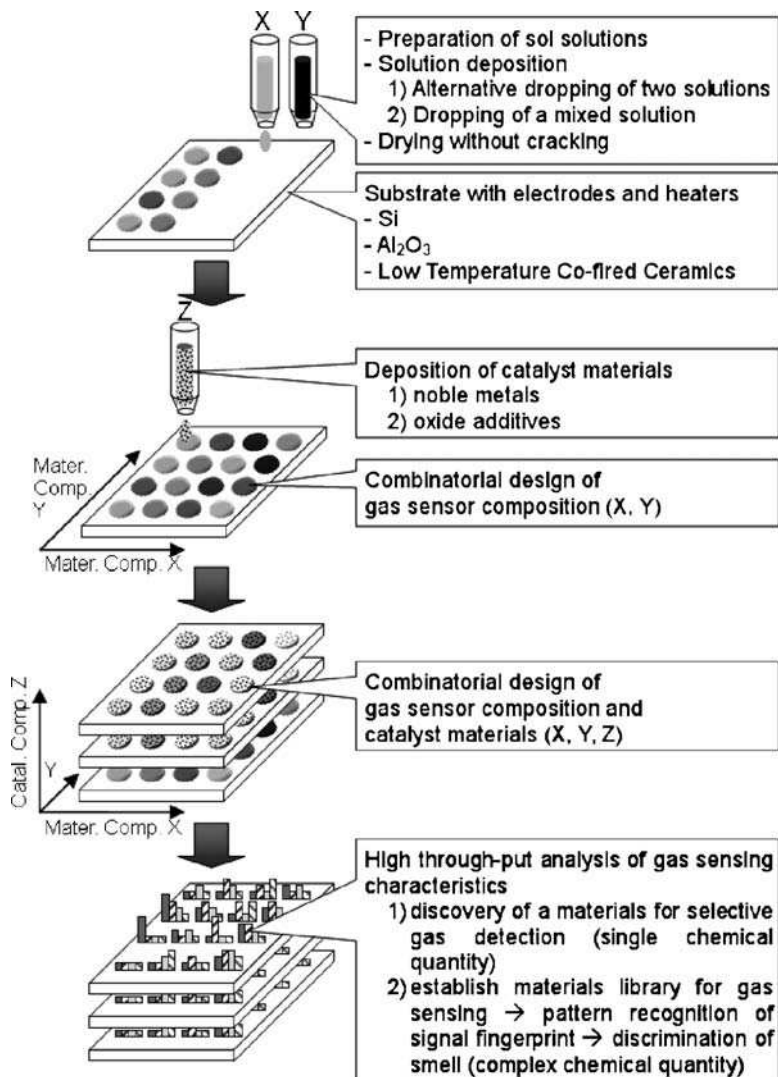 X Y
- Preparation of sol solutions
- Solution deposition
1) Alternative dropping of two solutions
2) Dropping of a mixed solution
- Drying without cracking
Substrate with electrodes and heaters
- Si
- Al₂O₃
- Low Temperature Co-fired Ceramics
Z
Deposition of catalyst materials
1) noble metals
2) oxide additives
Mater.
Comp.
Y
Mater. Comp. X
Combinatorial design of
gas sensor composition (X, Y)
Catal. Comp. Z
Y
Mater. Comp. X
Combinatorial design of
gas sensor composition and
catalyst materials (X, Y, Z)
High through-put analysis of gas sensing
characteristics
1) discovery of a materials for selective
gas detection (single chemical
quantity)
2) establish materials library for gas
sensing → pattern recognition of
signal fingerprint → discrimination of
smell (complex chemical quantity)